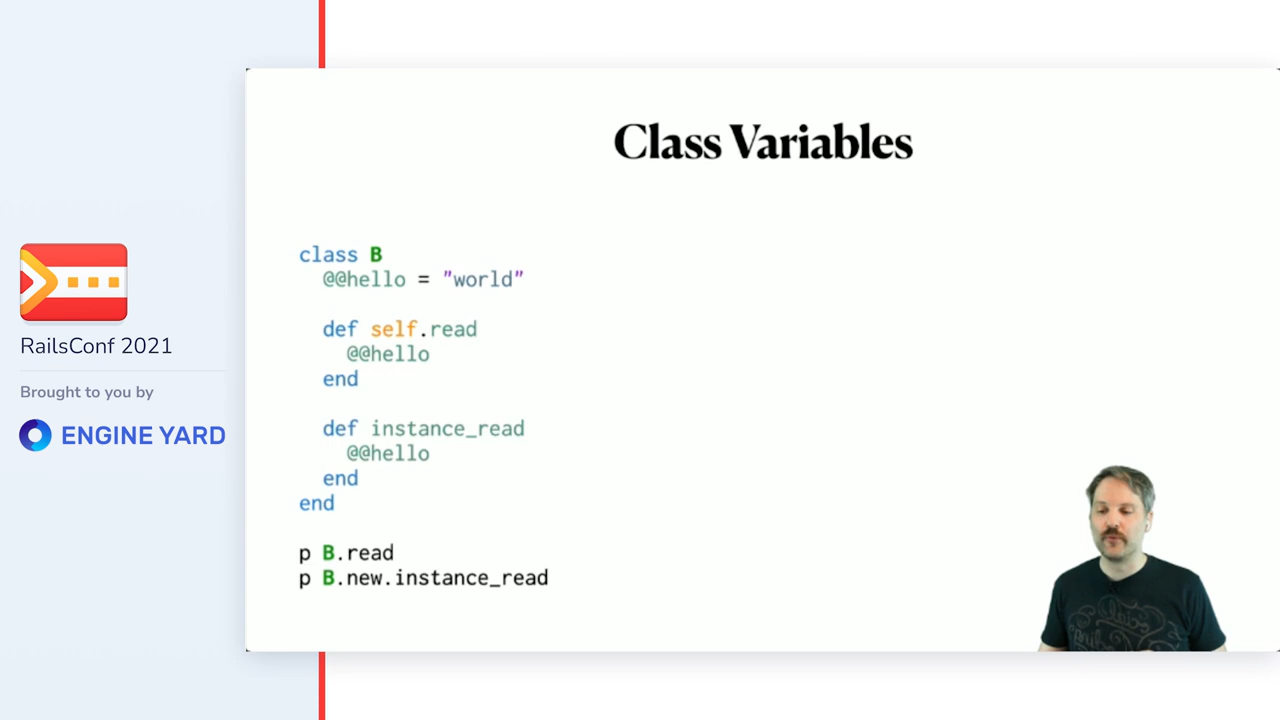 RailsConf 2021
Brought to you by
ENGINE YARD
Class Variables
class B
  @@hello = "world"
  def self.read
    @@hello
  end
  def instance_read
    @@hello
  end
end
p B.read
p B.new.instance_read